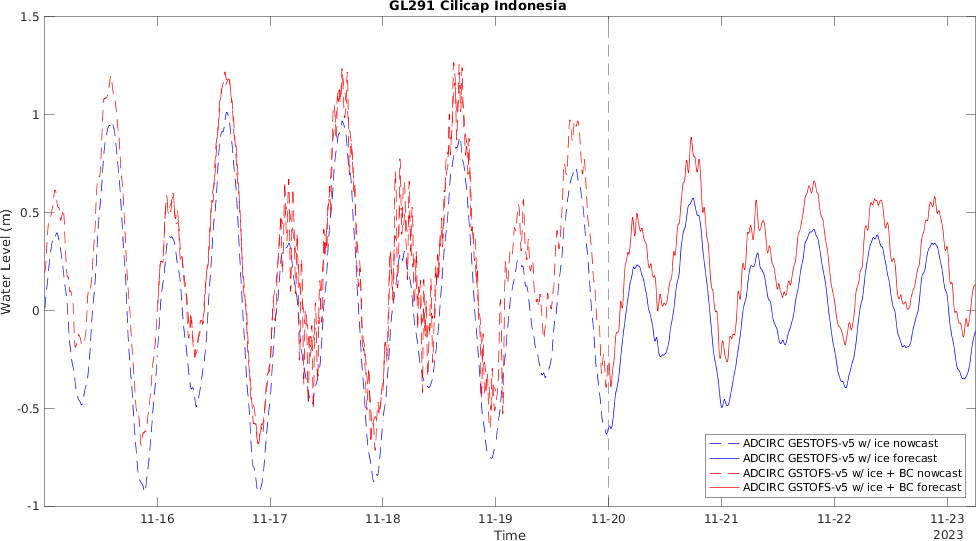 GL291 Cilicap Indonesia
1.5
1
0.5
0
-0.5
-1
Water Level (m)
11-16
11-17
11-18
11-19
11-20
11-21
11-22
11-23
2023
Time
ADCIRC GESTOFS-v5 w/ ice nowcast
ADCIRC GESTOFS-v5 w/ ice forecast
ADCIRC GSTOFS-v5 w/ ice + BC nowcast
ADCIRC GSTOFS-v5 w/ ice + BC forecast